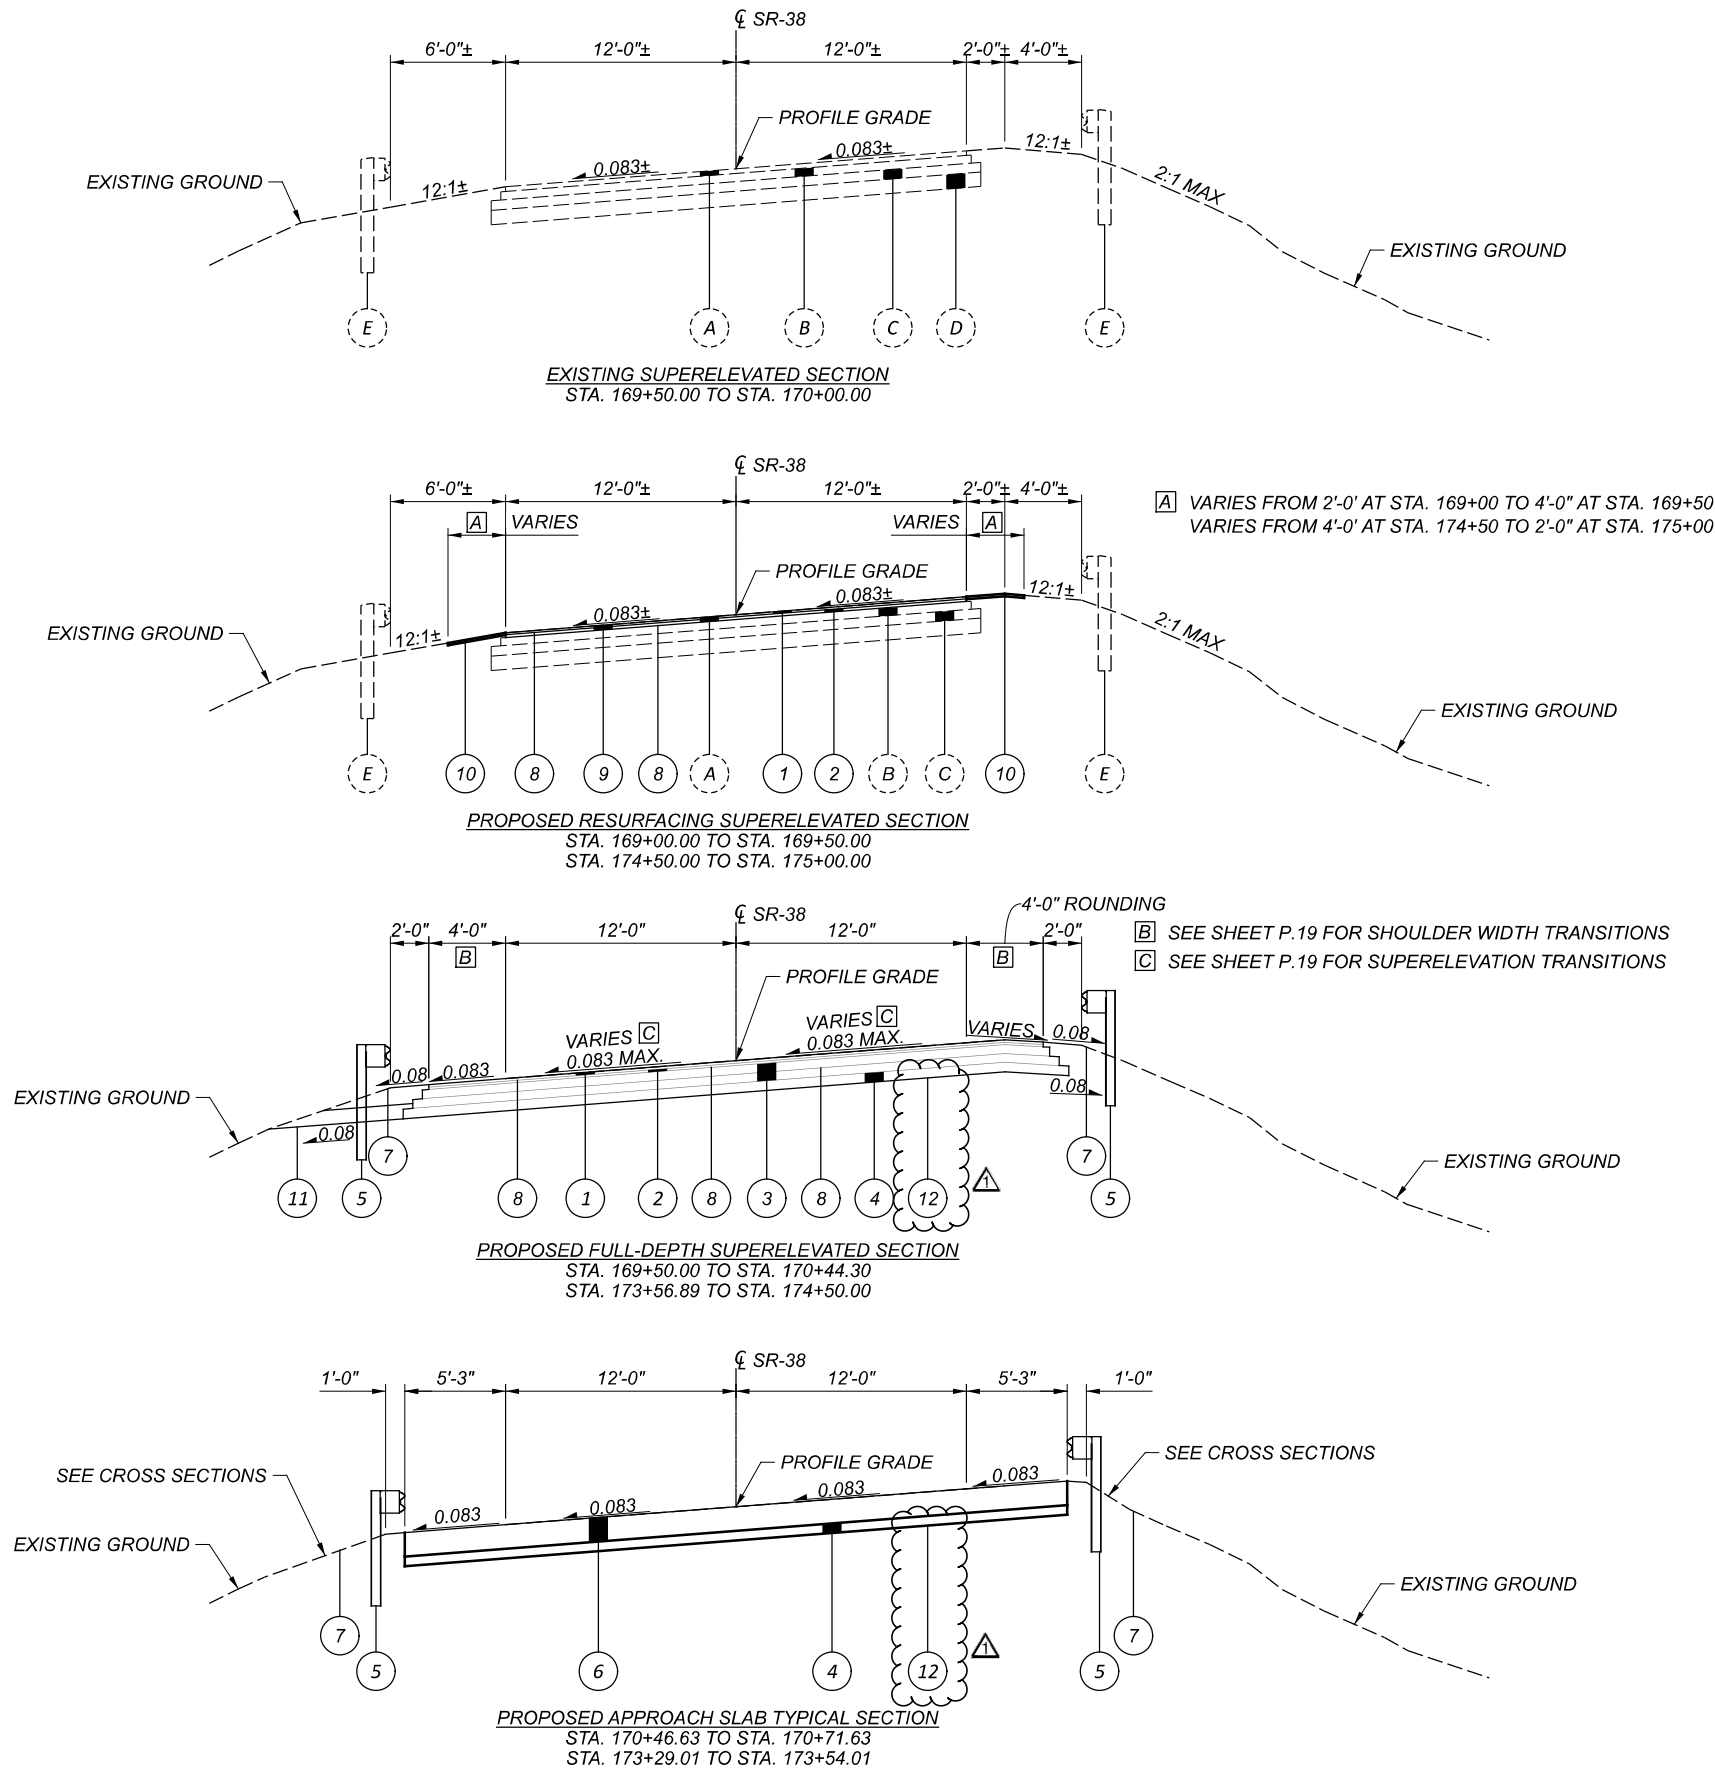 ℄ SR-38
6'-0"± 12'-0"± 12'-0"± 2'-0"± 4'-0"±
PROFILE GRADE
12:1±
0.083±
0.083±
EXISTING GROUND
12:1±
2:1 MAX
EXISTING GROUND
E A B C D E
EXISTING SUPERELEVATED SECTION
STA. 169+50.00 TO STA. 170+00.00
℄ SR-38
6'-0"± 12'-0"± 12'-0"± 2'-0"± 4'-0"±
A VARIES FROM 2'-0' AT STA. 169+00 TO 4'-0" AT STA. 169+50
VARIES FROM 4'-0' AT STA. 174+50 TO 2'-0" AT STA. 175+00
A VARIES VARIES A
PROFILE GRADE
12:1±
0.083±
0.083±
EXISTING GROUND
12:1±
2:1 MAX
EXISTING GROUND
E 10 8 9 8 A 1 2 B C 10 E
PROPOSED RESURFACING SUPERELEVATED SECTION
STA. 169+00.00 TO STA. 169+50.00
STA. 174+50.00 TO STA. 175+00.00
4'-0" ROUNDING
℄ SR-38
2'-0" 4'-0" 12'-0" 12'-0" 2'-0"
B B
B SEE SHEET P.19 FOR SHOULDER WIDTH TRANSITIONS
C SEE SHEET P.19 FOR SUPERELEVATION TRANSITIONS
PROFILE GRADE
VARIES C
0.083 MAX.
VARIES C
0.083 MAX.
VARIES 0.08
0.08 0.083
0.08
EXISTING GROUND
0.08
EXISTING GROUND
7 7
11 5 8 1 2 8 3 8 4 12 1 5
PROPOSED FULL-DEPTH SUPERELEVATED SECTION
STA. 169+50.00 TO STA. 170+44.30
STA. 173+56.89 TO STA. 174+50.00
℄ SR-38
1'-0" 5'-3" 12'-0" 12'-0" 5'-3" 1'-0"
SEE CROSS SECTIONS
PROFILE GRADE
SEE CROSS SECTIONS
0.083 0.083 0.083 0.083
EXISTING GROUND
EXISTING GROUND
7 7
5 6 4 12 1 5
PROPOSED APPROACH SLAB TYPICAL SECTION
STA. 170+46.63 TO STA. 170+71.63
STA. 173+29.01 TO STA. 173+54.01